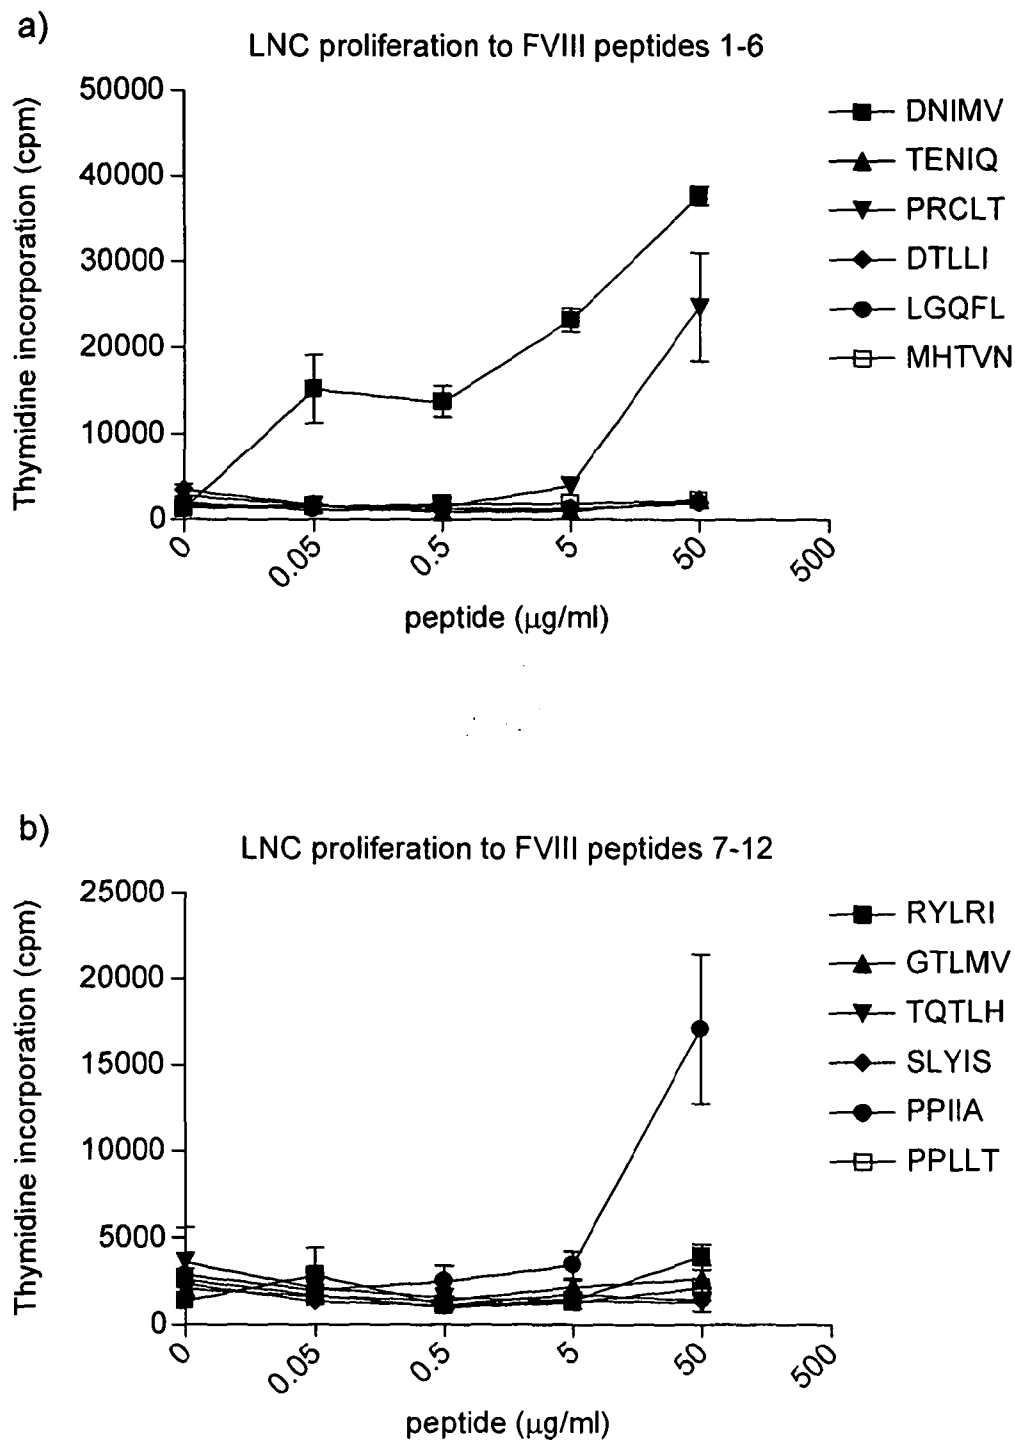 a)
LNC proliferation to FVIII peptides 1-6
Thymidine incorporation (cpm)
50000
40000
30000
20000
10000
0
0
0.05
0.5
5
50
500
peptide (μg/ml)
DNIMV
TENIQ
PRCLT
DTLLI
LGQFL
MHTVN
b)
LNC proliferation to FVIII peptides 7-12
Thymidine incorporation (cpm)
25000
20000
15000
10000
5000
0
0
0.05
0.5
5
50
500
peptide (μg/ml)
RYLRI
GTLMV
TQTLH
SLYIS
PPIIA
PPLLT